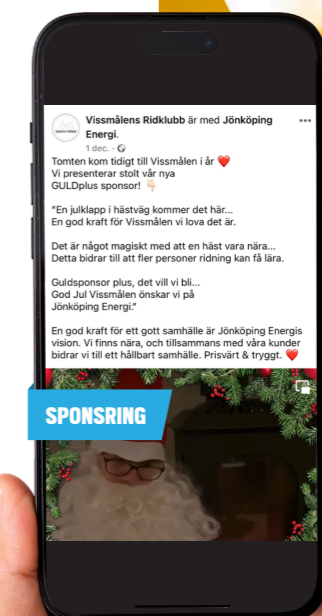 Vissmålens Ridklubb är med Jönköping
Energi.
1 dec.
Tomten kom tidigt till Vissmålen i år ❤️
Vi presenterar stolt vår nya
GULDplus sponsor! 👇🏻
"En julklapp i hästväg kommer det här...
En god kraft för Vissmålen vi lova det är.
Det är något magiskt med att en häst vara nära...
Detta bidrar till att fler personer ridning kan få lära.
Guldsponsor plus, det vill vi bli...
God Jul Vissmålen önskar vi på
Jönköping Energi."
En god kraft för ett gott samhälle är Jönköping Energis
vision. Vi finns nära, och tillsammans med våra kunder
bidrar vi till ett hållbart samhälle. Prisvärt & tryggt. ❤️
SPONSRING